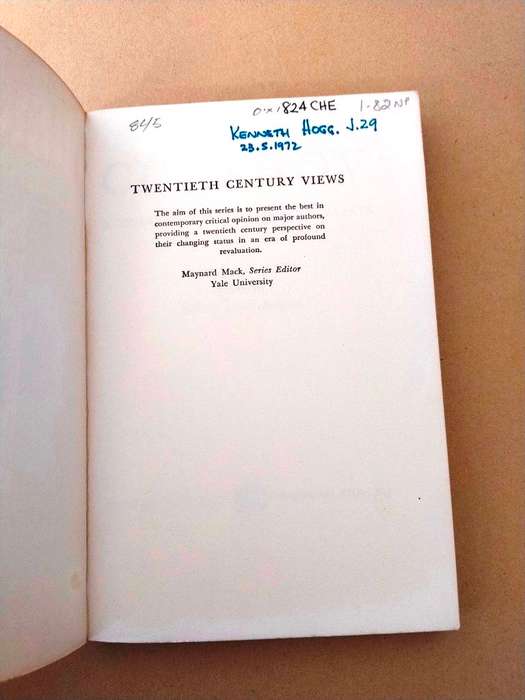 84/5
824 CHE
1-82 NP
KENNETH HOGG. J.29
23.5.1972
TWENTIETH CENTURY VIEWS
The aim of this series is to present the best in
contemporary critical opinion on major authors,
providing a twentieth century perspective on
their changing status in an era of profound
revaluation.
Maynard Mack, Series Editor
Yale University